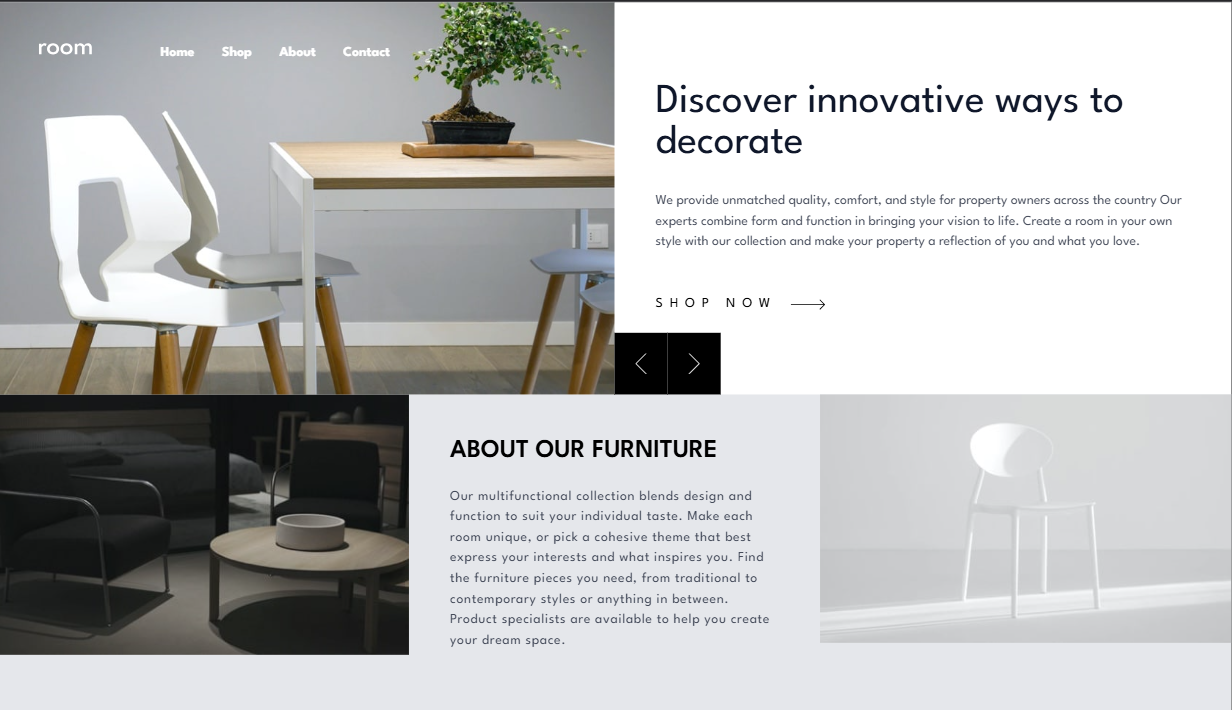 room
Home Shop About Contact
Discover innovative ways to
decorate
We provide unmatched quality, comfort, and style for property owners across the country Our
experts combine form and function in bringing your vision to life. Create a room in your own
style with our collection and make your property a reflection of you and what you love.
SHOP NOW
ABOUT OUR FURNITURE
Our multifunctional collection blends design and
function to suit your individual taste. Make each
room unique, or pick a cohesive theme that best
express your interests and what inspires you. Find
the furniture pieces you need, from traditional to
contemporary styles or anything in between.
Product specialists are available to help you create
your dream space.